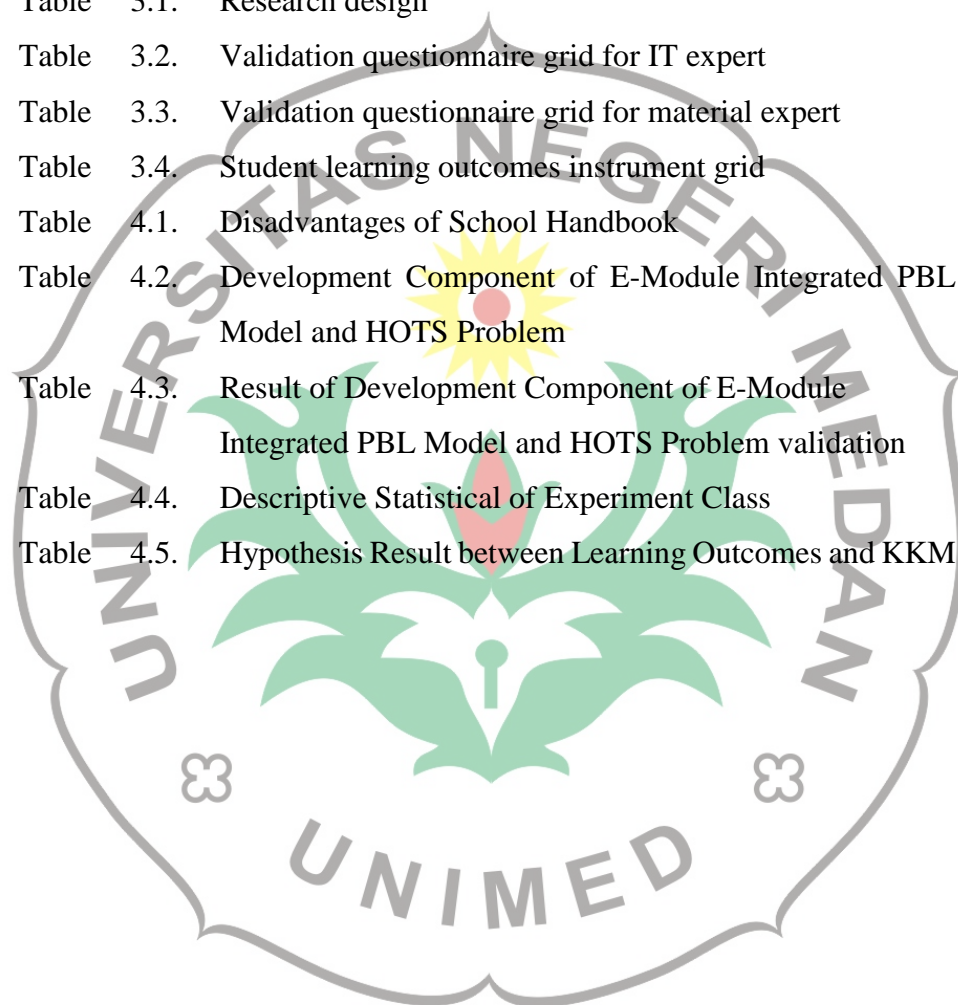 Table 3.1. Research design
Table 3.2. Validation questionnaire grid for IT expert
Table 3.3. Validation questionnaire grid for material expert
Table 3.4. Student learning outcomes instrument grid
Table 4.1. Disadvantages of School Handbook
Table 4.2. Development Component of E-Module Integrated PBL
Model and HOTS Problem
Table 4.3. Result of Development Component of E-Module
Integrated PBL Model and HOTS Problem validation
Table 4.4. Descriptive Statistical of Experiment Class
Table 4.5. Hypothesis Result between Learning Outcomes and KKM
UNIVERSITAS NEGERI MEDAN
UNIMED